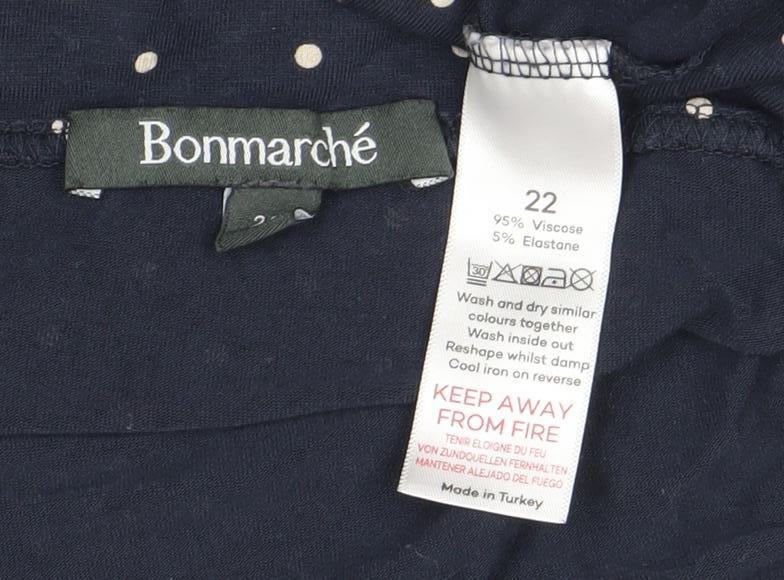 Bonmarché
22
95% Viscose
5% Elastane
30
Wash and dry similar
colours together
Wash inside out
Reshape whilst damp
Cool iron on reverse
KEEP AWAY
FROM FIRE
TENIR ELOIGNE DU FEU
VON ZUNDQUELLEN FERNHALTEN
MANTENER ALEJADO DEL FUEGO
Made in Turkey